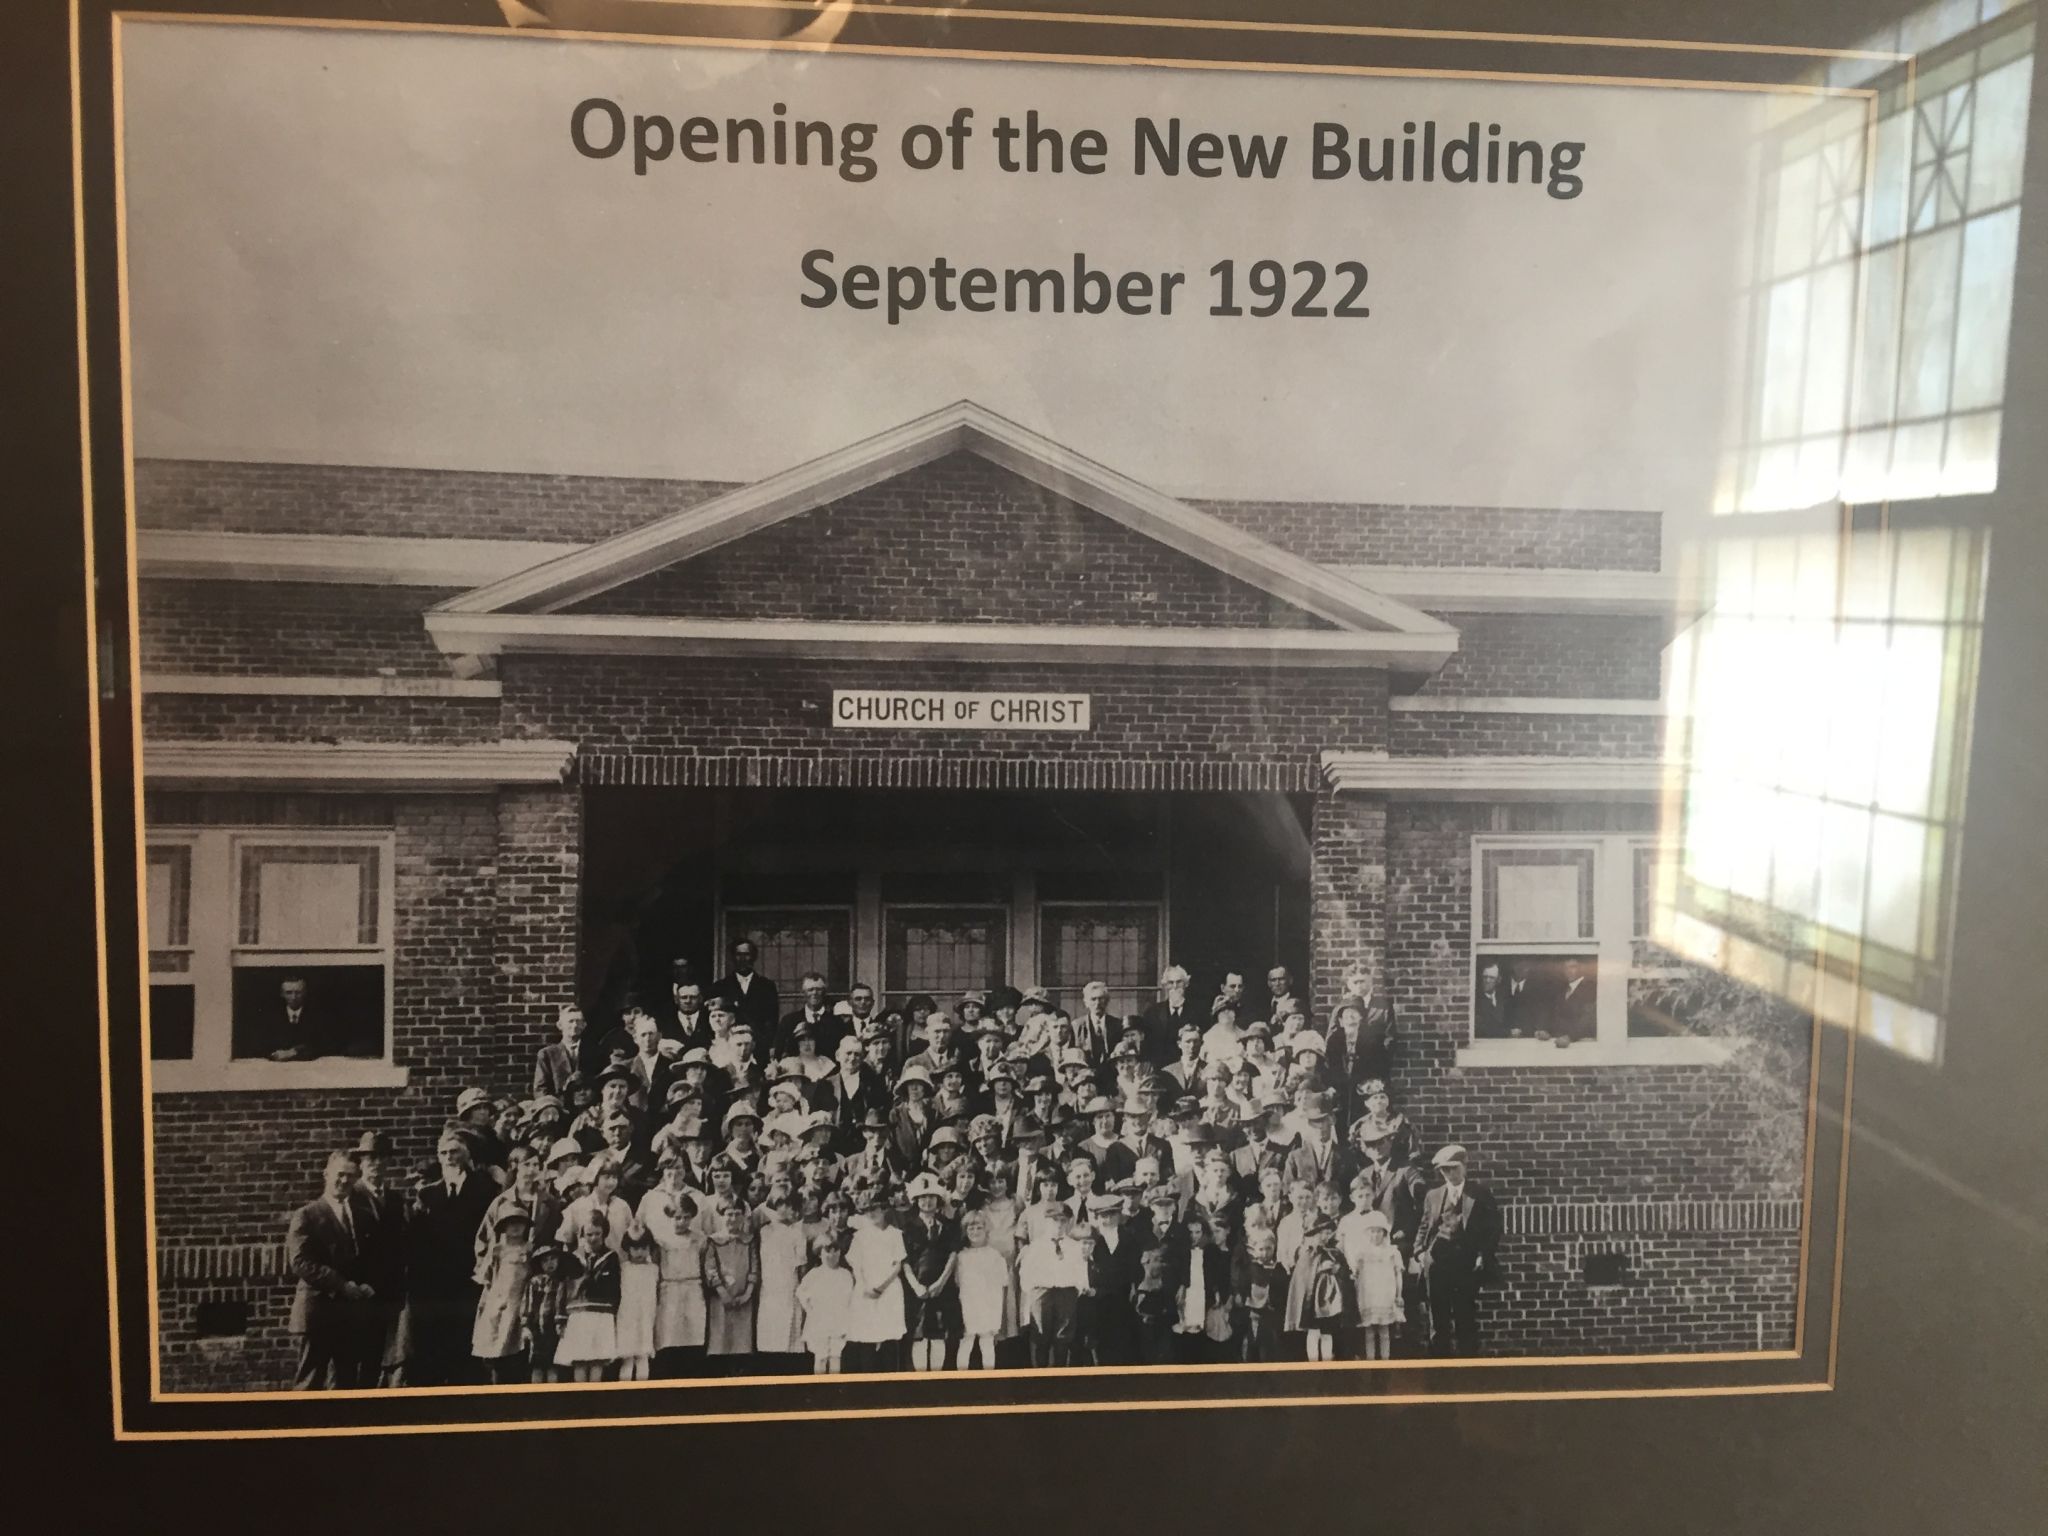 Opening of the New Building
September 1922
CHURCH OF CHRIST